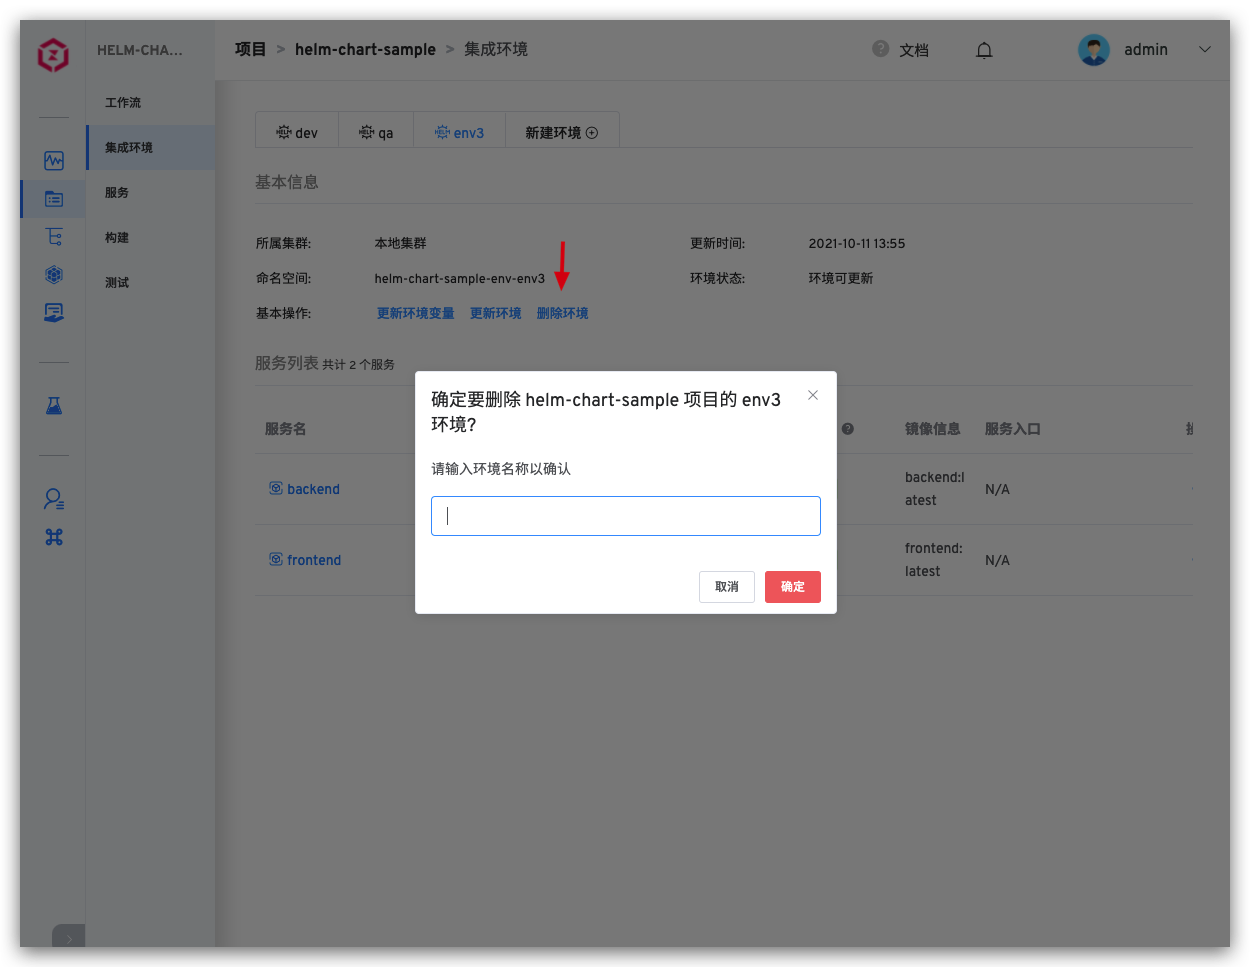 HELM-CHA...
项目 > helm-chart-sample > 集成环境
文档
admin
工作流
集成环境
服务
构建
测试
dev
qa
env3
新建环境
基本信息
所属集群: 本地集群
更新时间: 2021-10-11 13:55
命名空间: helm-chart-sample-env-env3
环境状态: 环境可更新
基本操作: 更新环境变量 更新环境 删除环境
服务列表 共计 2 个服务
服务名
镜像信息
服务入口
backend
backend:l
atest
N/A
frontend
frontend:
latest
N/A
确定要删除 helm-chart-sample 项目的 env3
环境?
请输入环境名称以确认
取消
确定